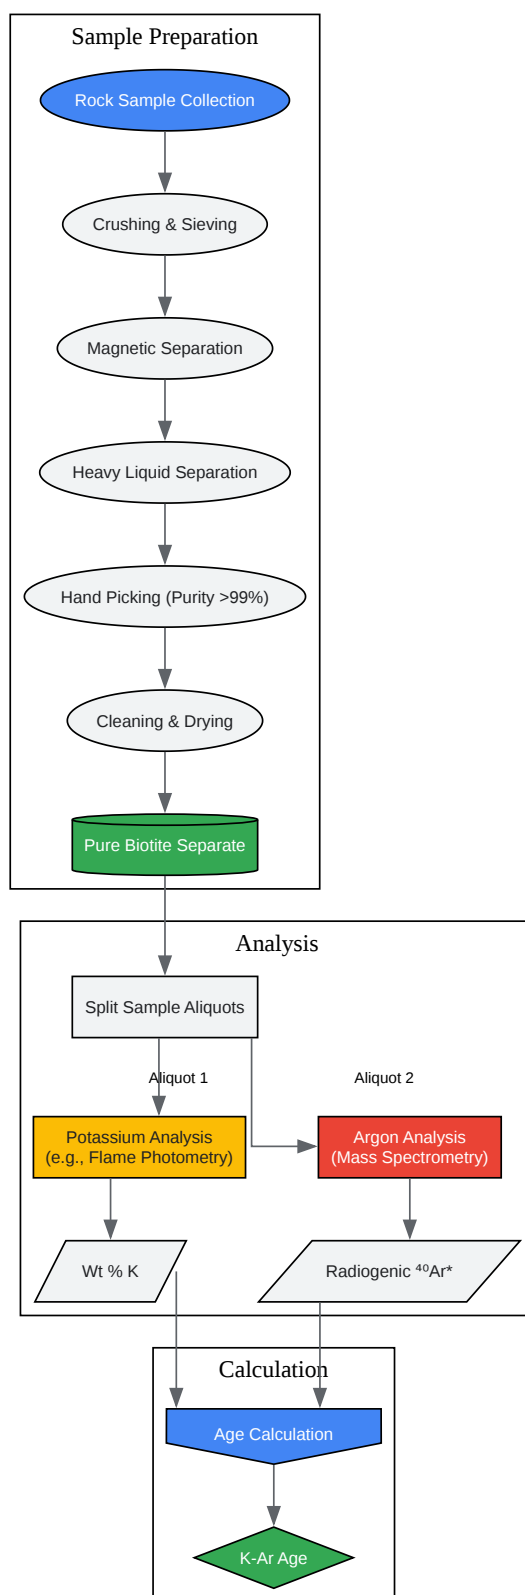 Sample Preparation
Rock Sample Collection
Crushing & Sieving
Magnetic Separation
Heavy Liquid Separation
Hand Picking (Purity >99%)
Cleaning & Drying
Pure Biotite Separate
Analysis
Split Sample Aliquots
Aliquot 1
Aliquot 2
Potassium Analysis
(e.g., Flame Photometry)
Argon Analysis
(Mass Spectrometry)
Wt % K
Radiogenic ⁴⁰Ar*
Calculation
Age Calculation
K-Ar Age